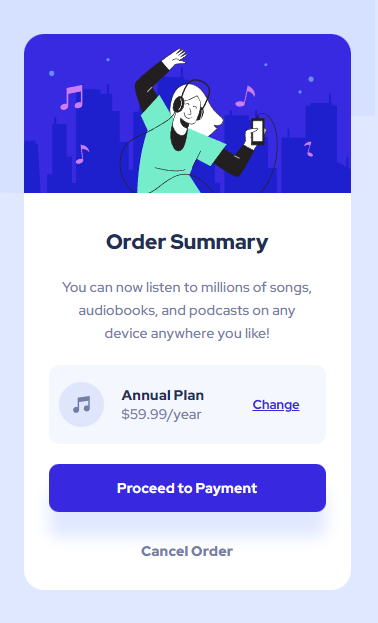 Order Summary
You can now listen to millions of songs,
audiobooks, and podcasts on any
device anywhere you like!
Annual Plan
$59.99/year
Change
Proceed to Payment
Cancel Order